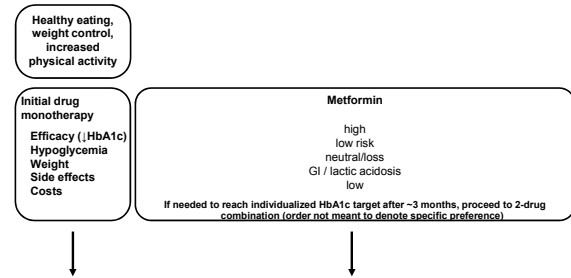 Healthy eating,
weight control,
increased
physical activity
Initial drug
monotherapy
Efficacy (↓HbA1c)
Hypoglycemia
Weight
Side effects
Costs
Metformin
high
low risk
neutral/loss
GI / lactic acidosis
low
If needed to reach individualized HbA1c target after ~3 months, proceed to 2-drug
combination (order not meant to denote specific preference)